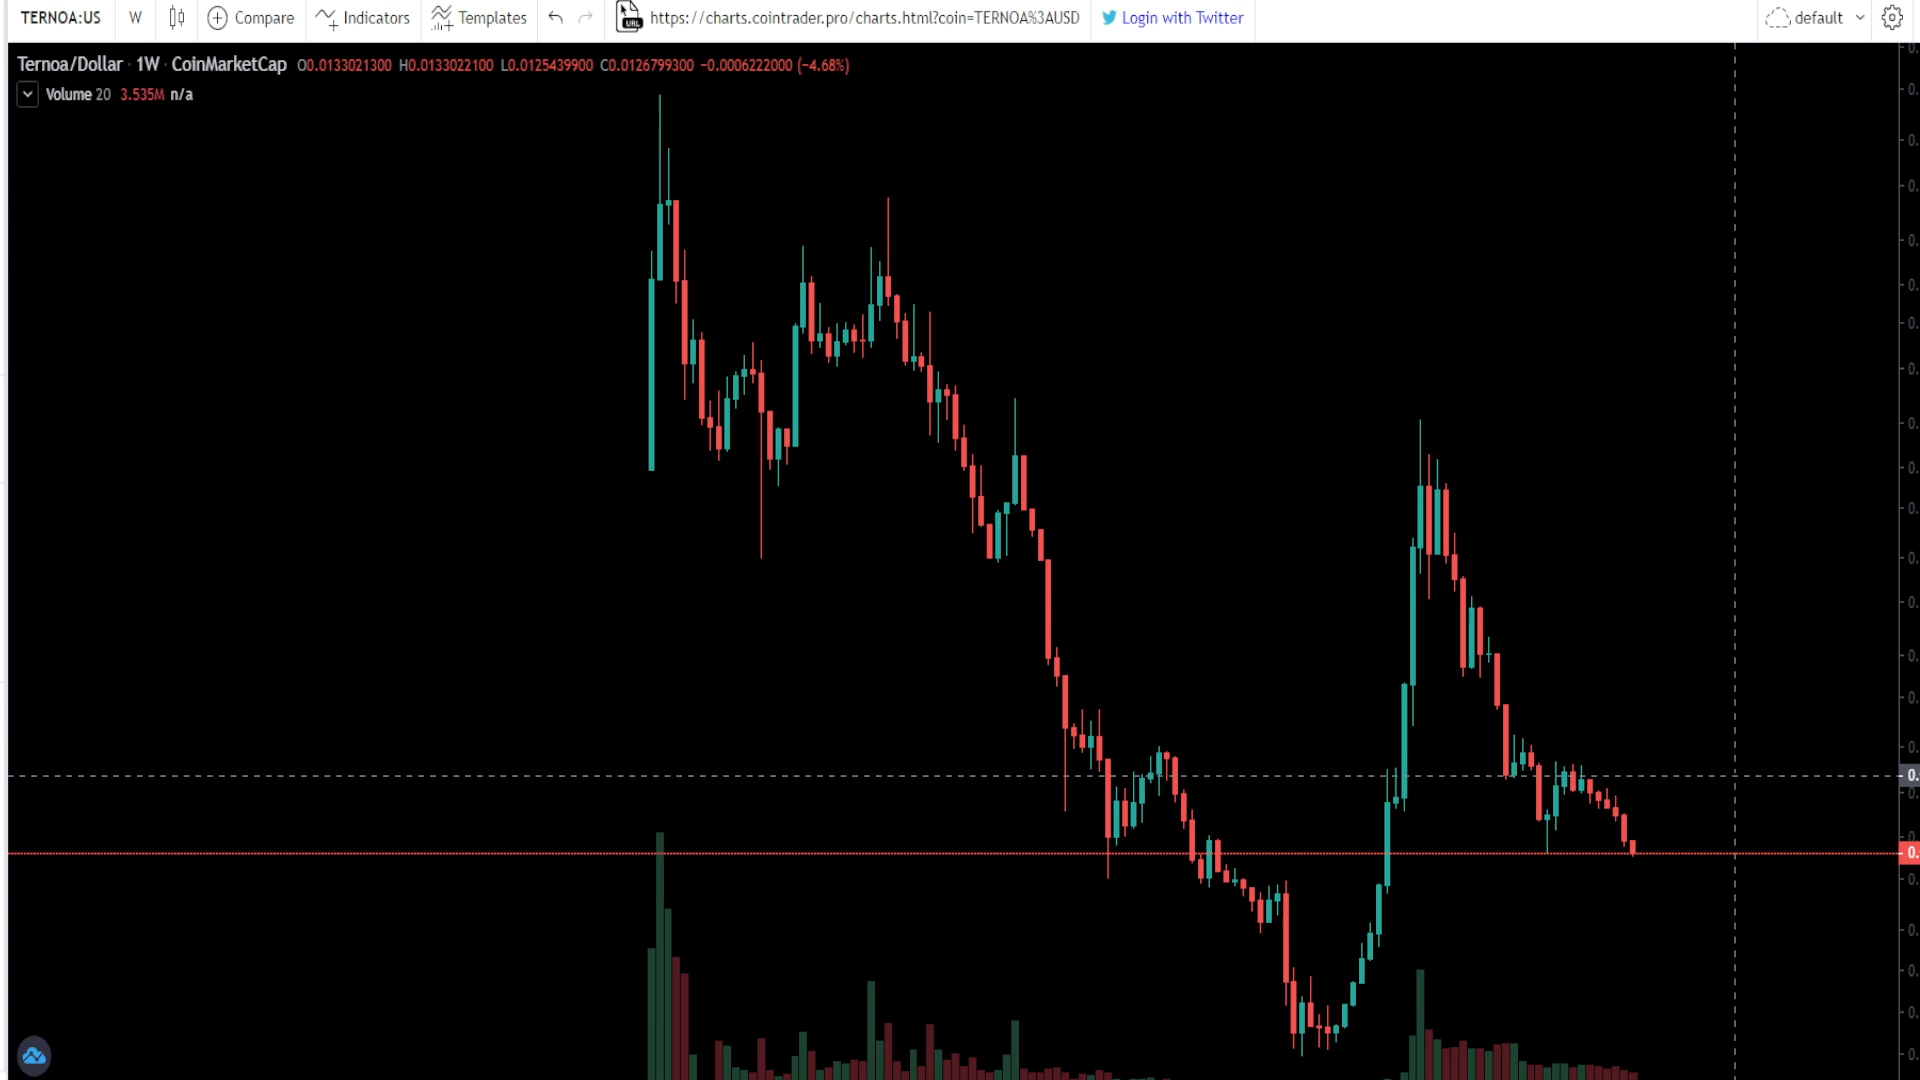 TERNOA:US W Compare Indicators Templates URL https://charts.cointrader.pro/charts.html?coin=TERNOA%3AUSD Login with Twitter default
Ternoa/Dollar · 1W · CoinMarketCap O0.0133021300 H0.0133022100 L0.0125439900 C0.0126799300 −0.0006222000 (−4.68%)
Volume 20 3.535M n/a